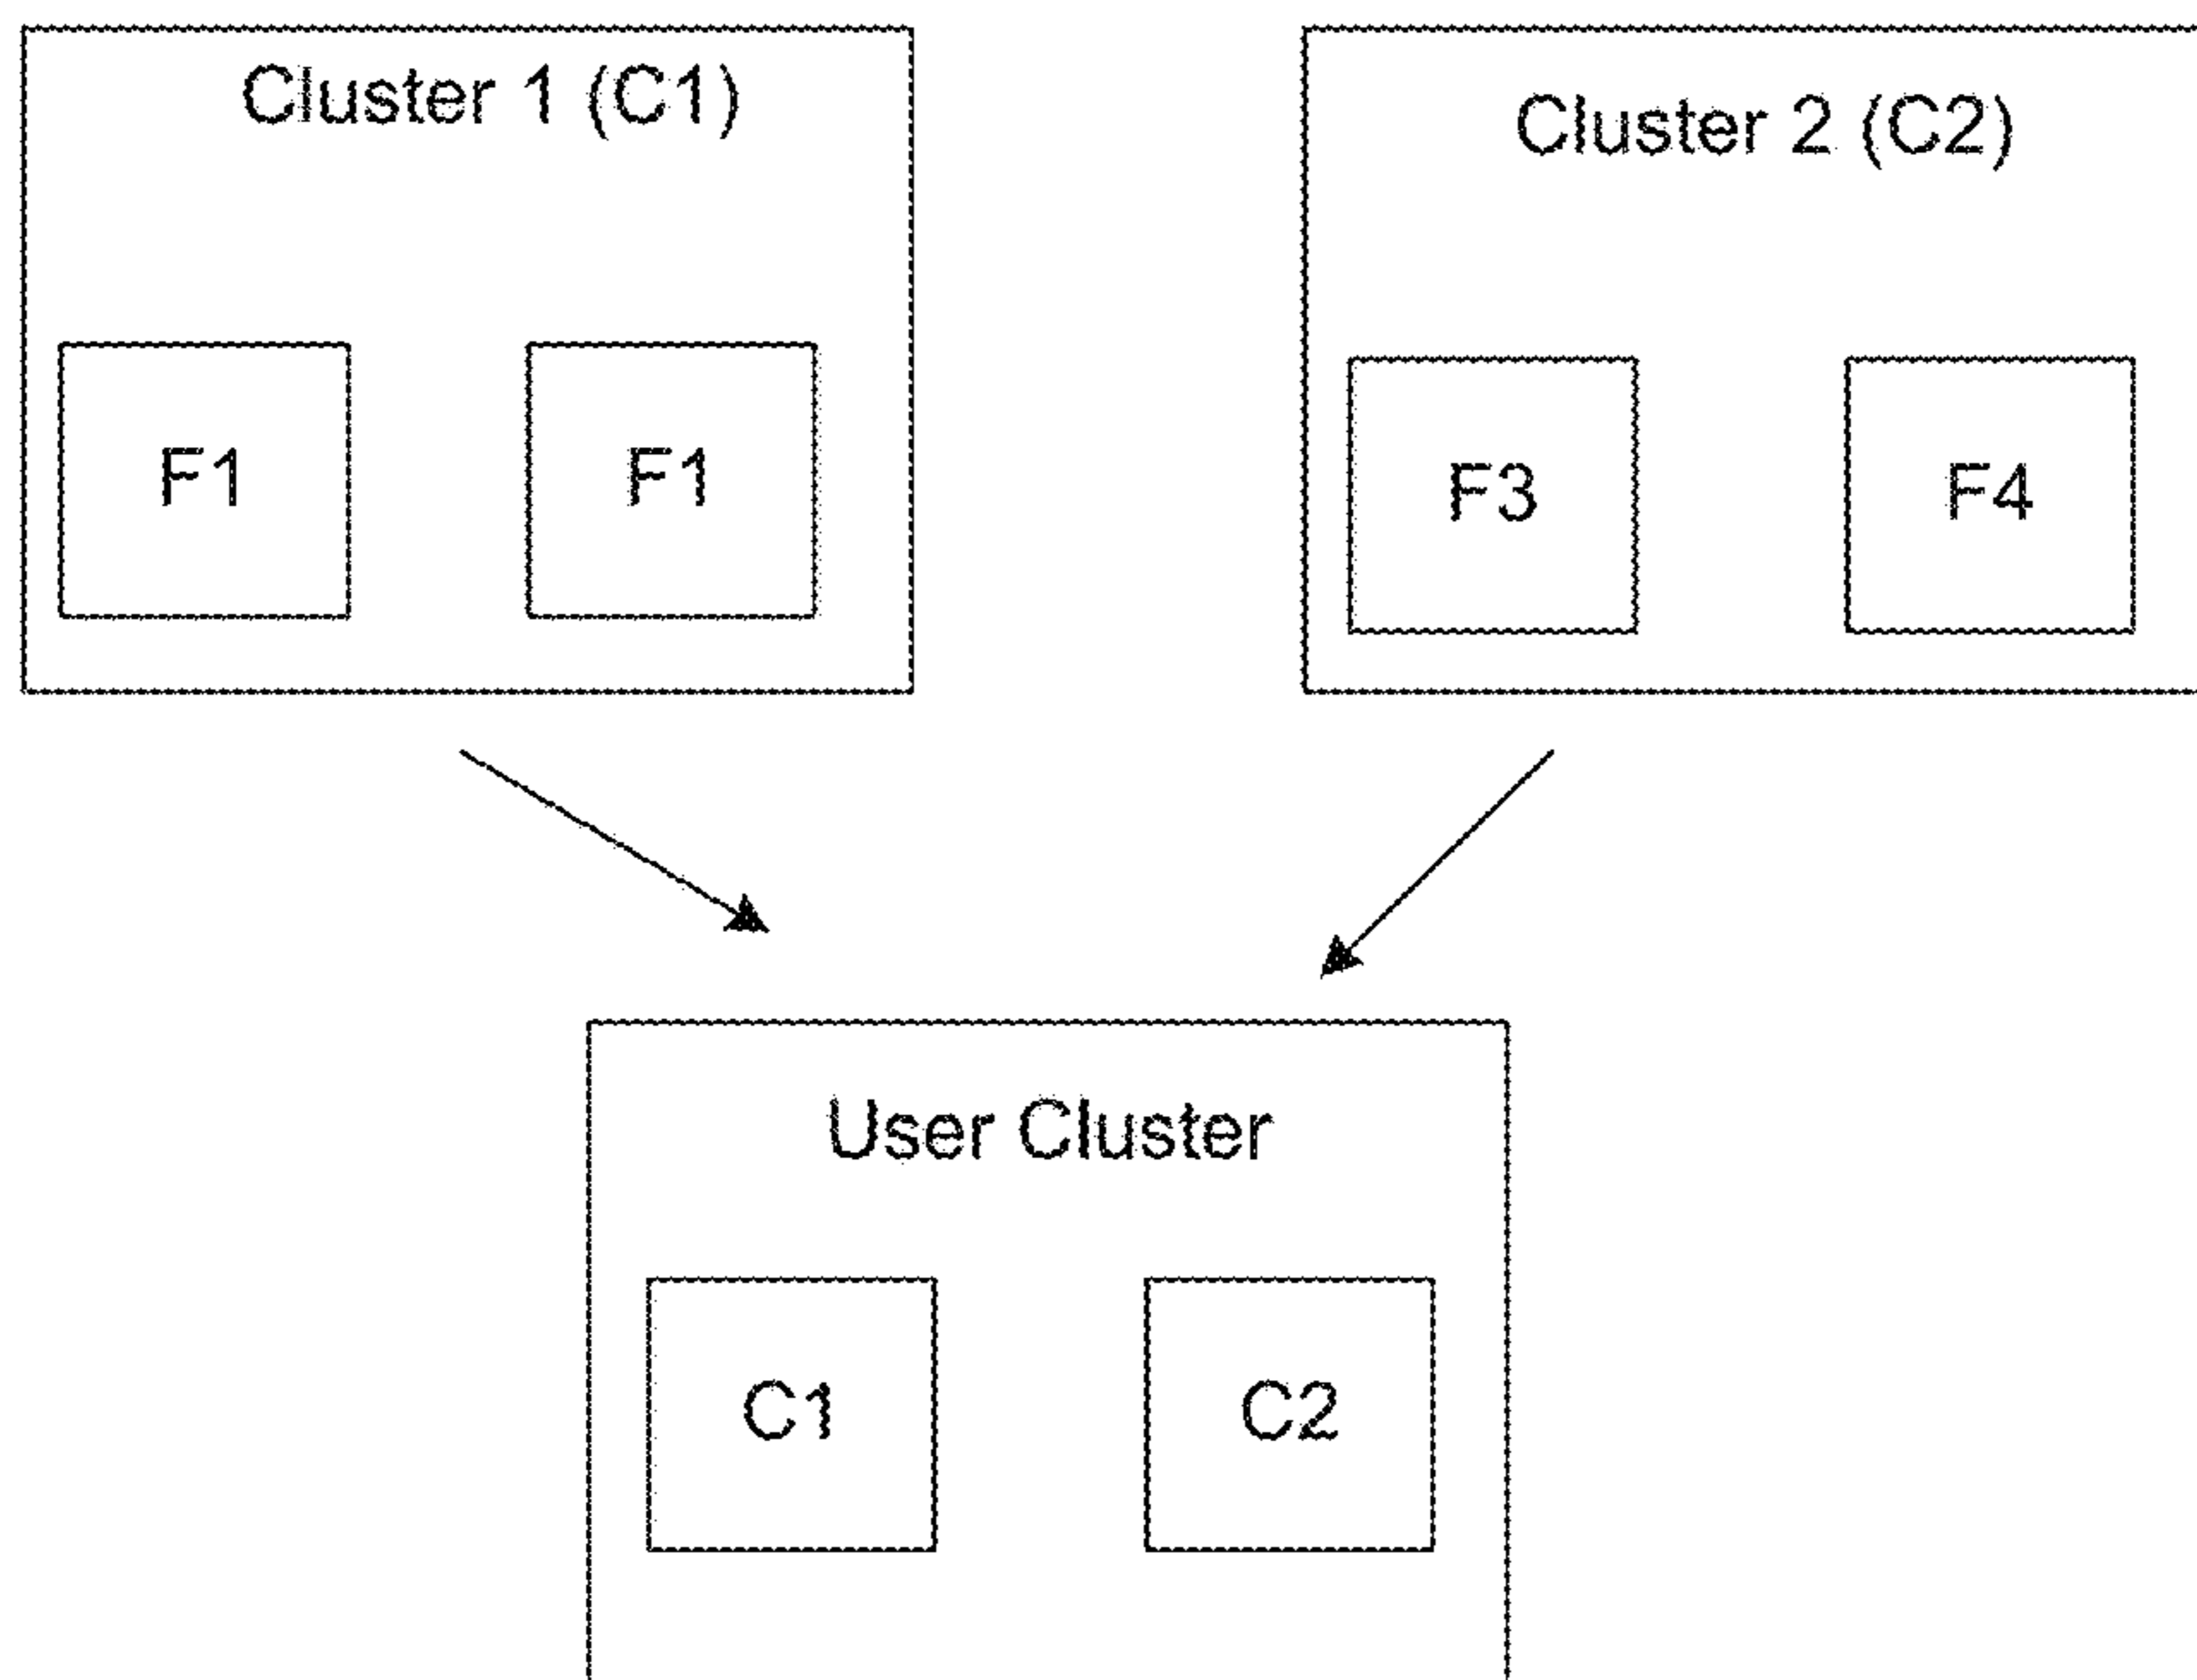 Cluster 1 (C1)
F1
F1
Cluster 2 (C2)
F3
F4
User Cluster
C1
C2